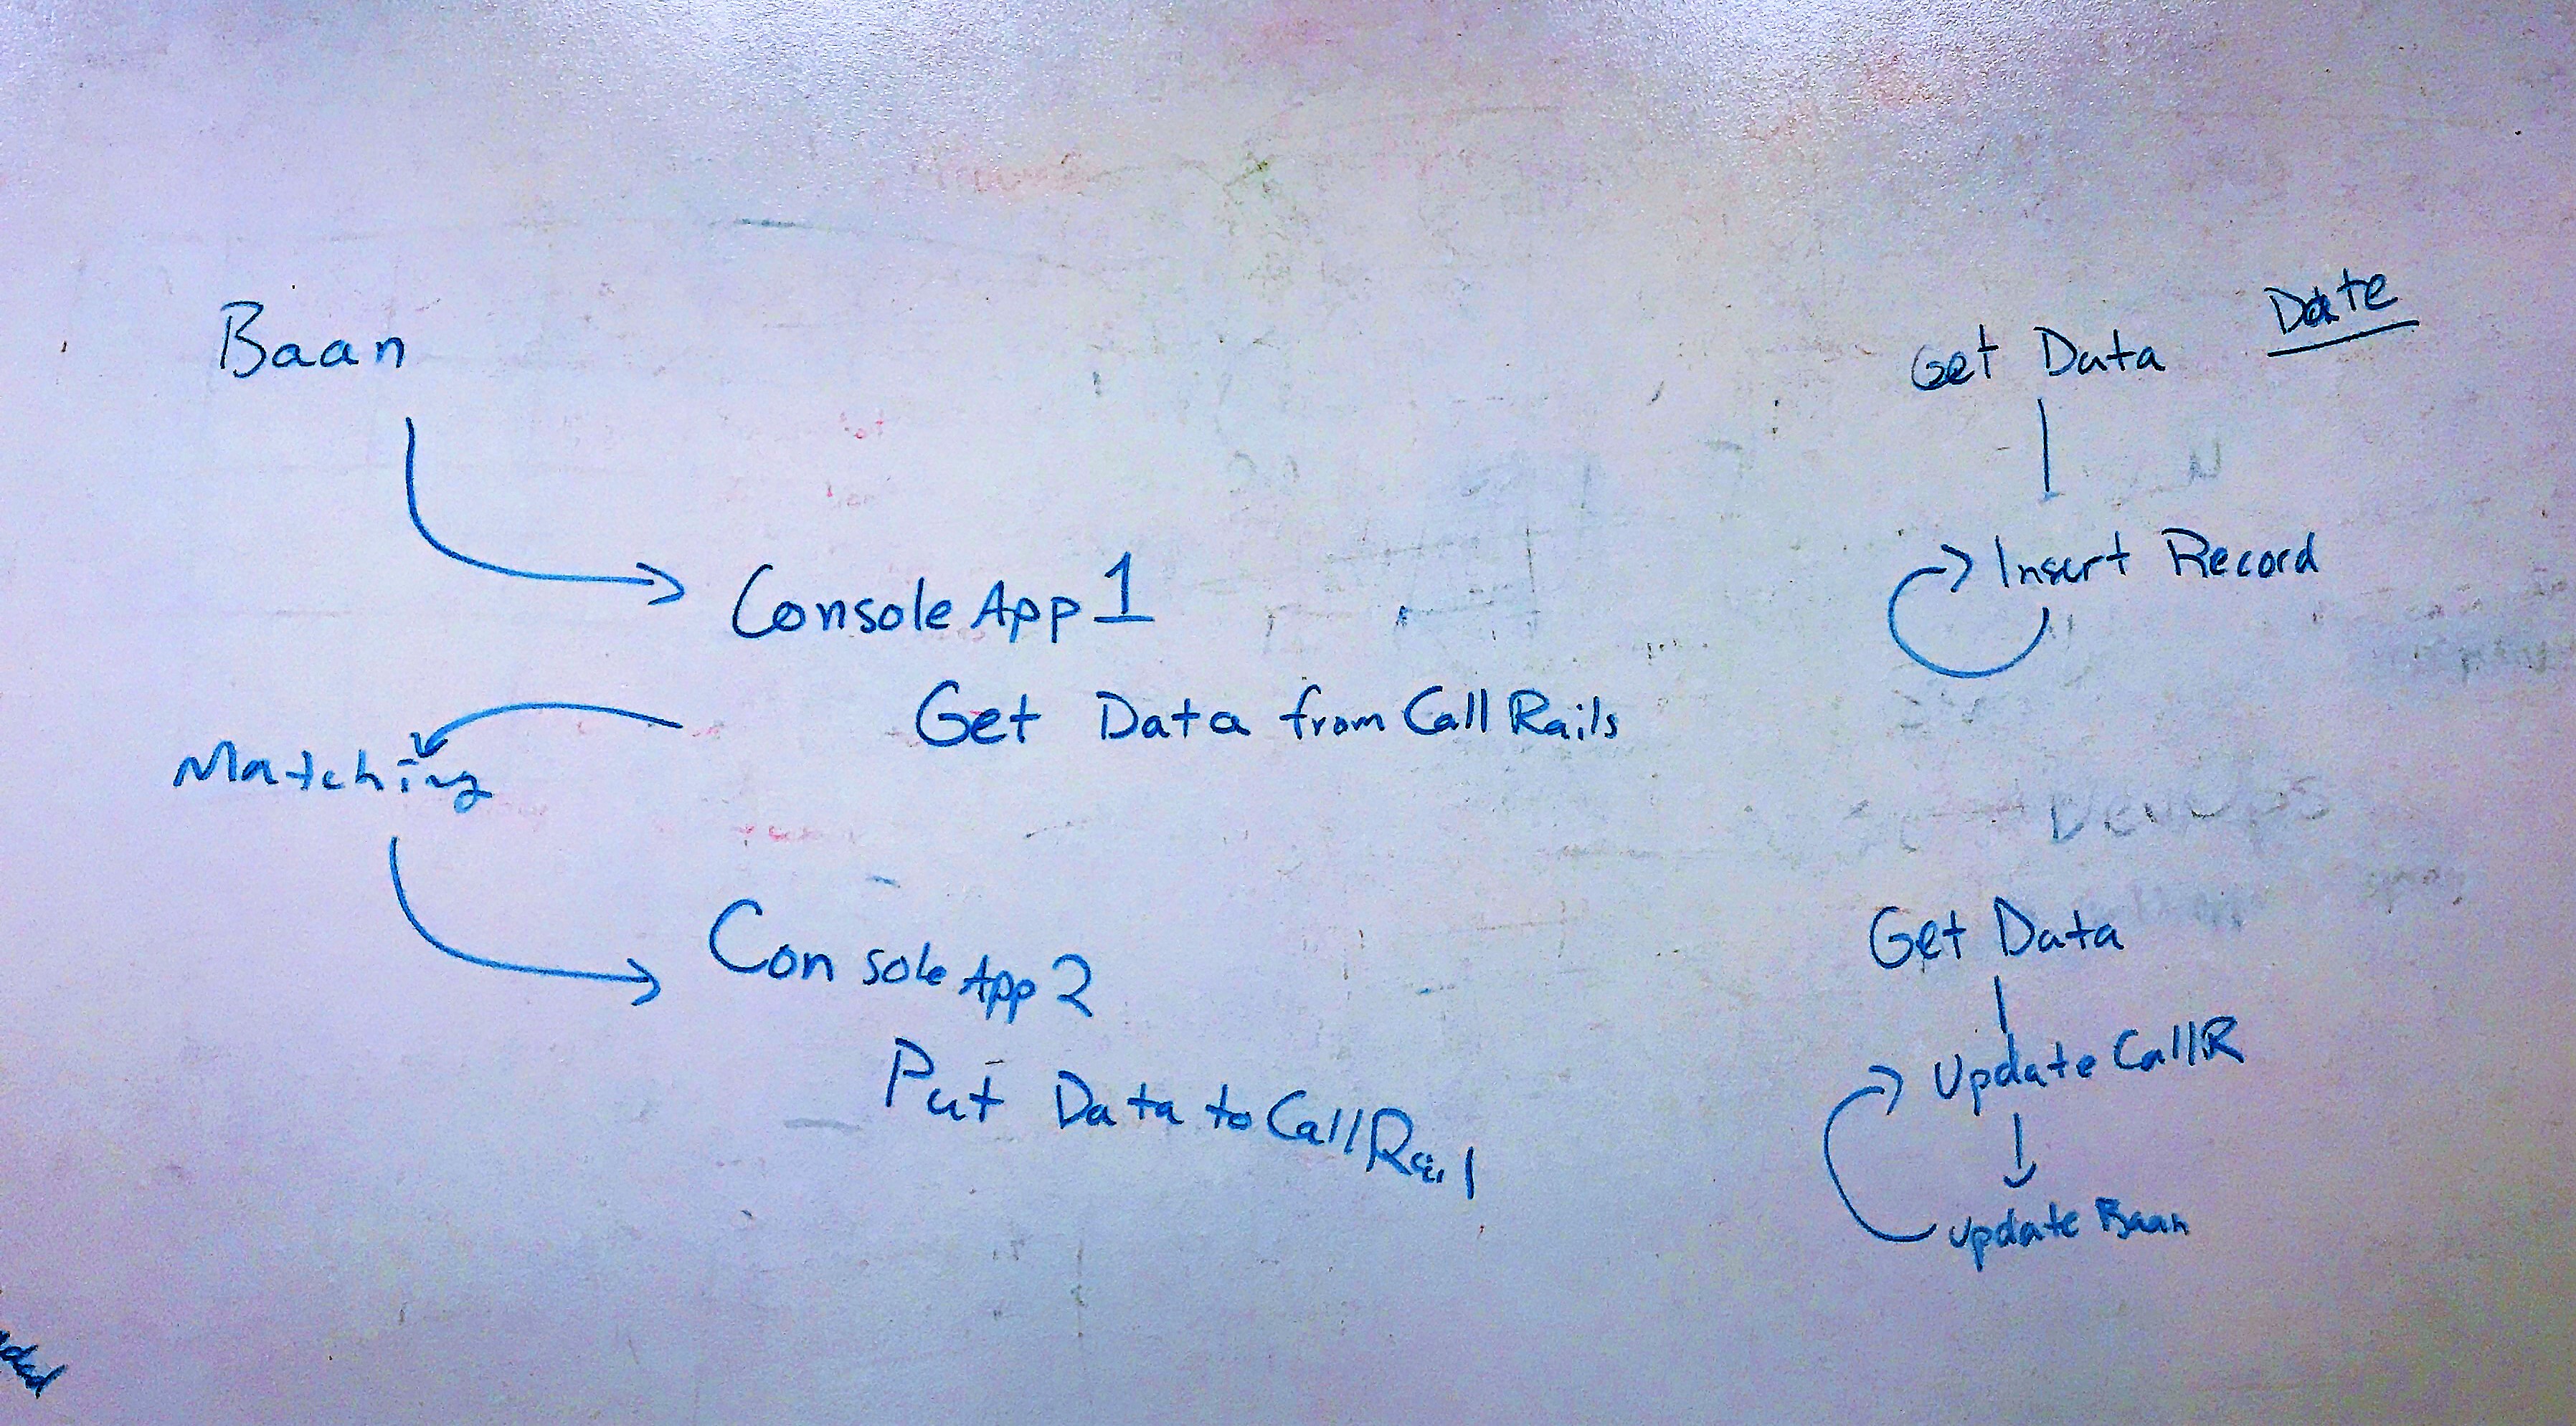 Baan
Console App 1
Get Data from Call Rails
Matching
Console App 2
Put Data to CallRail
Get Data
Date
Insert Record
DevOps
Get Data
Update CallR
Update Baan